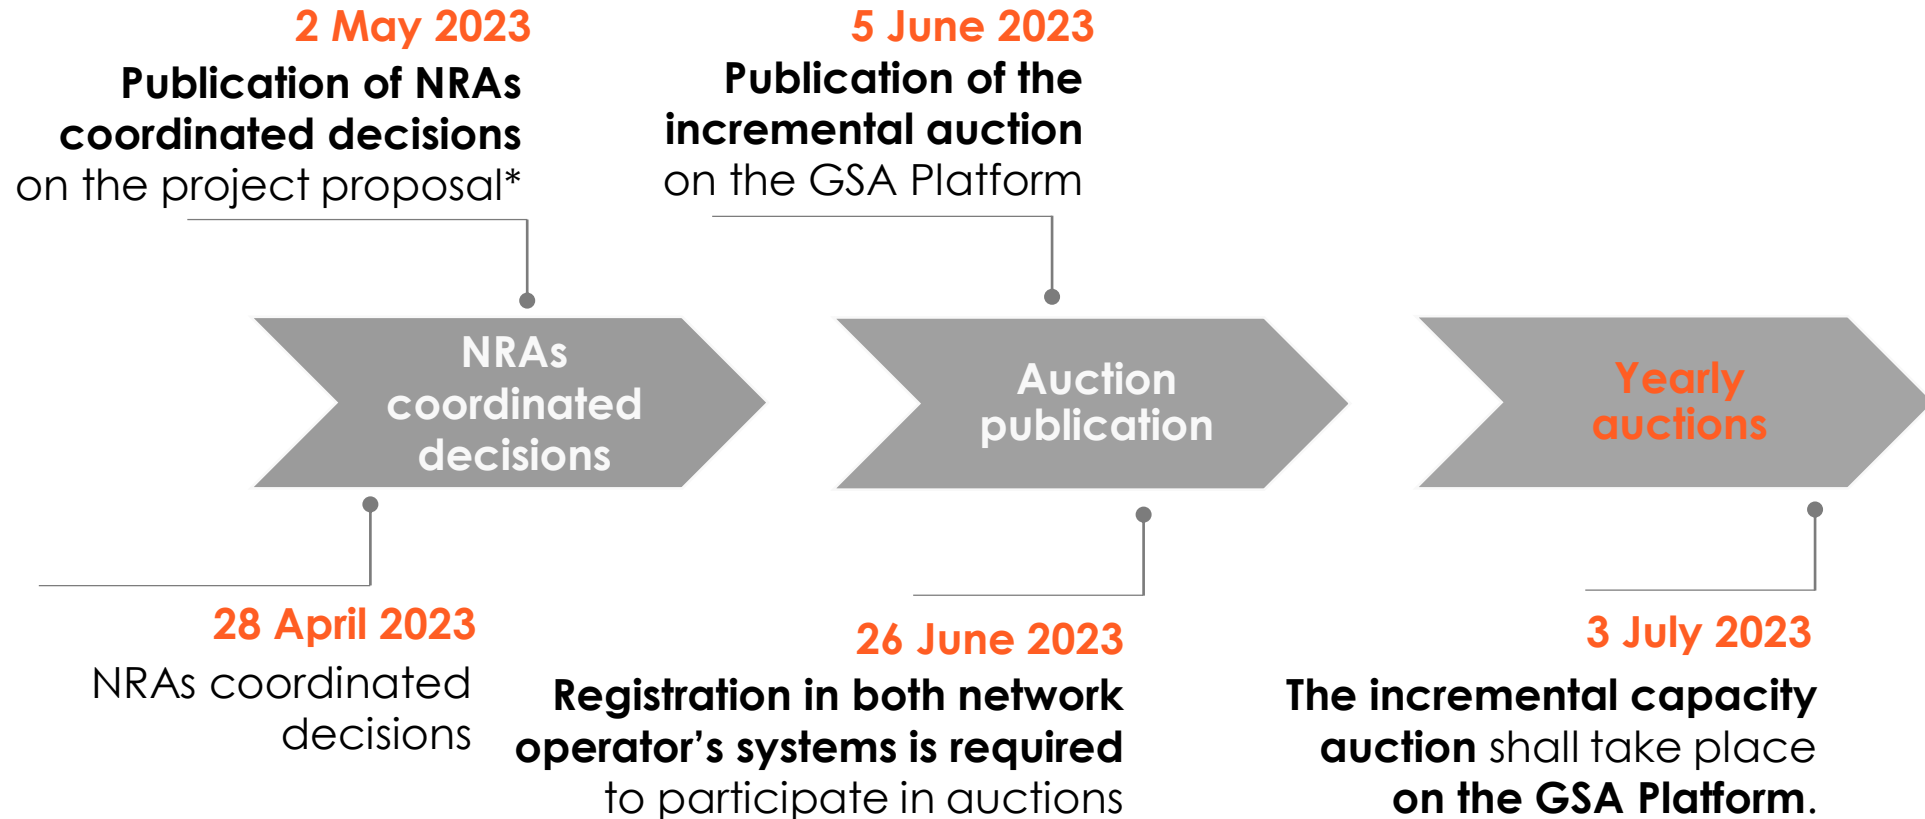 2 May 2023
Publication of NRAs
coordinated decisions
on the project proposal*
5 June 2023
Publication of the
incremental auction
on the GSA Platform
NRAs
coordinated
decisions
Auction
publication
Yearly
auctions
28 April 2023
NRAs coordinated
decisions
26 June 2023
Registration in both network
operator’s systems is required
to participate in auctions
3 July 2023
The incremental capacity
auction shall take place
on the GSA Platform.